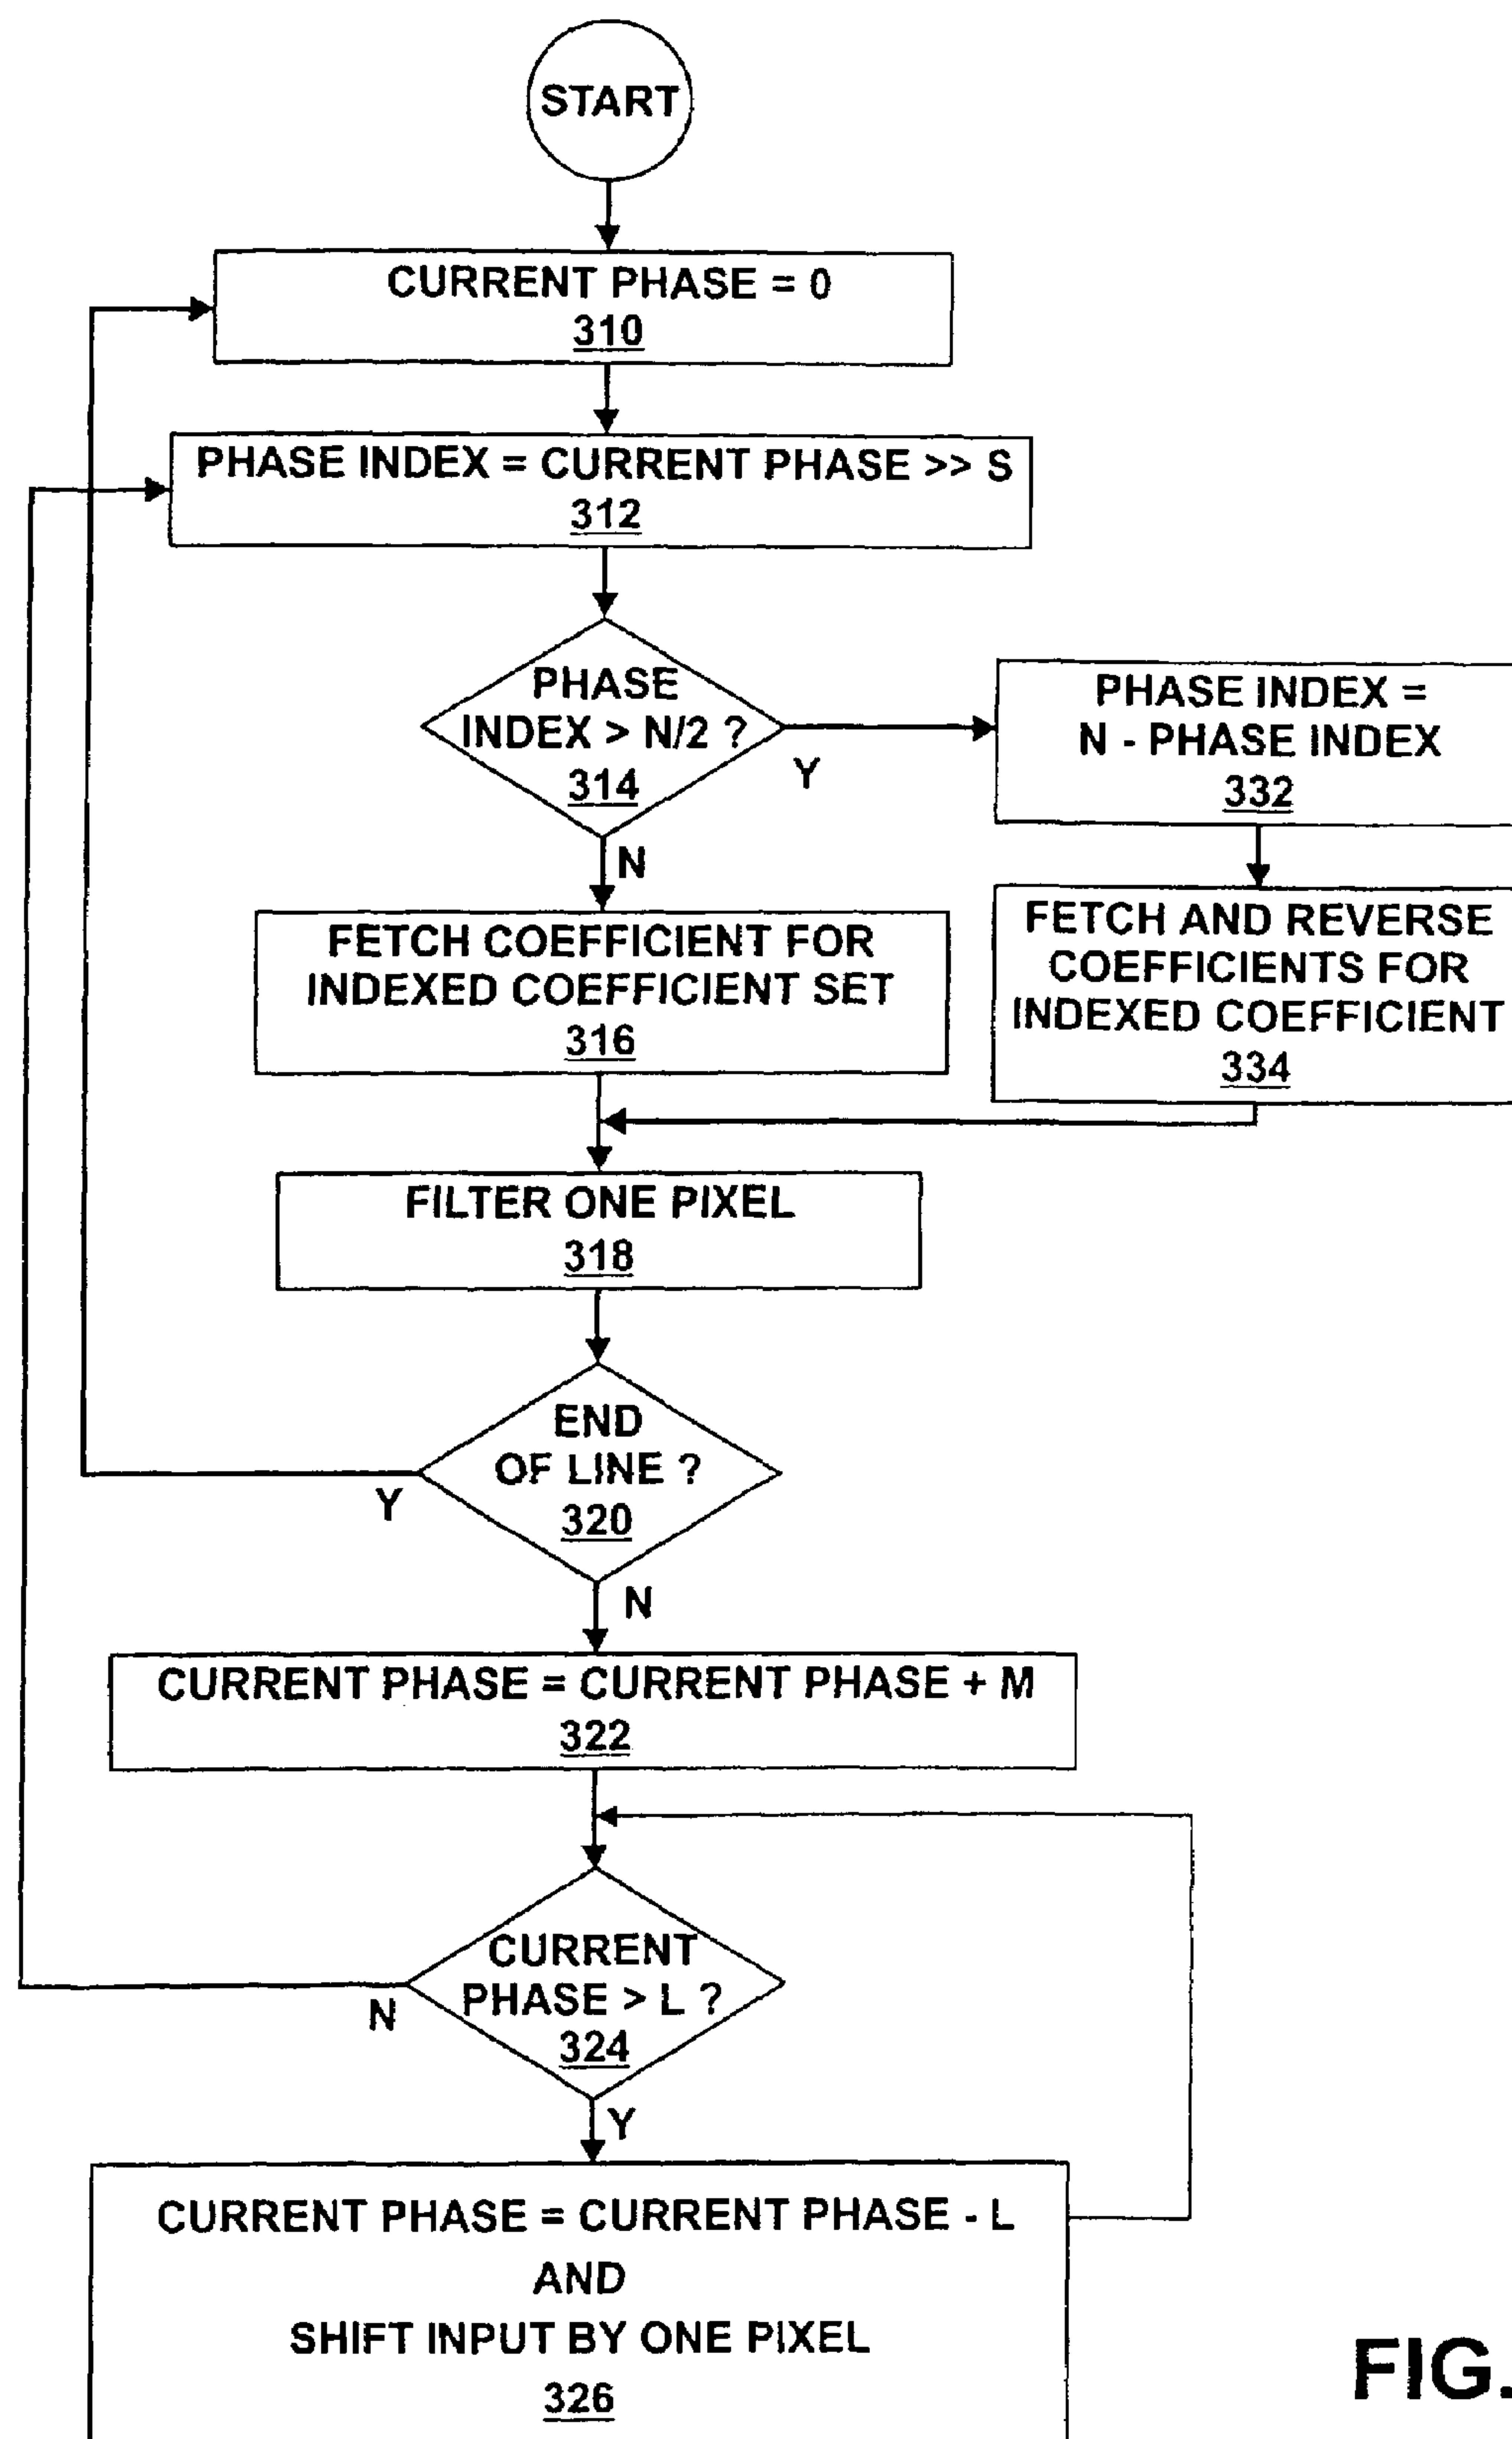 START
CURRENT PHASE = 0
310
PHASE INDEX = CURRENT PHASE >> S
312
PHASE
INDEX > N/2 ?
314
Y
N
PHASE INDEX =
N - PHASE INDEX
332
FETCH COEFFICIENT FOR
INDEXED COEFFICIENT SET
316
FETCH AND REVERSE
COEFFICIENTS FOR
INDEXED COEFFICIENT
334
FILTER ONE PIXEL
318
END
OF LINE ?
320
Y
N
CURRENT PHASE = CURRENT PHASE + M
322
CURRENT
PHASE > L ?
324
N
Y
CURRENT PHASE = CURRENT PHASE - L
AND
SHIFT INPUT BY ONE PIXEL
326
FIG.